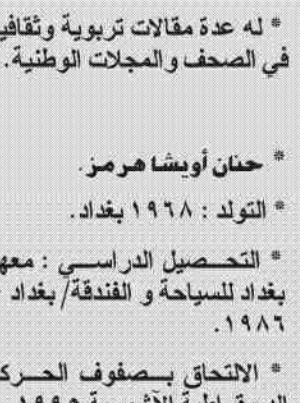 * له عدة مقالات تربوية وثقافي
في الصحف والمجلات الوطنية.
* حنان أويشا هرمز.
* التولد : ١٩٦٨ بغداد.
* التحصيل الدراسي : معه
بغداد للسياحة و الفندقة/ بغداد
١٩٨٦.
* الالتحاق بصفوف الحرك